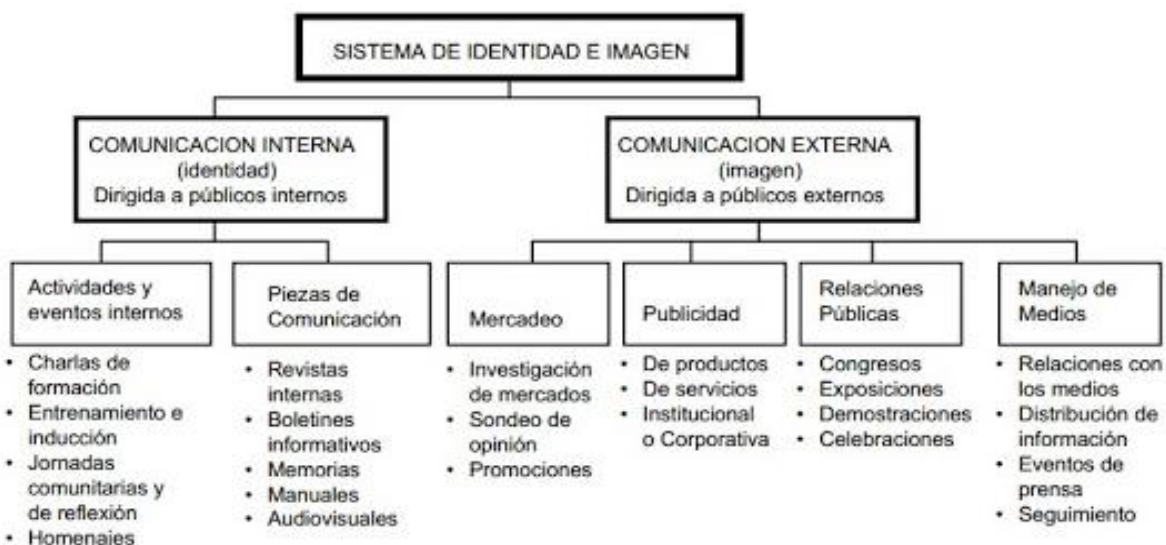 SISTEMA DE IDENTIDAD E IMAGEN
COMUNICACION INTERNA
(identidad)
Dirigida a públicos internos
COMUNICACION EXTERNA
(imagen)
Dirigida a públicos externos
Actividades y
eventos internos
• Charlas de
formación
• Entrenamiento e
inducción
• Jornadas
comunitarias y
de reflexión
• Homenajes
Piezas de
Comunicación
• Revistas
internas
• Boletines
informativos
• Memorias
• Manuales
• Audiovisuales
Mercadeo
• Investigación
de mercados
• Sondeo de
opinión
• Promociones
Publicidad
• De productos
• De servicios
• Institucional
o Corporativa
Relaciones
Públicas
• Congresos
• Exposiciones
• Demostraciones
• Celebraciones
Manejo de
Medios
• Relaciones con
los medios
• Distribución de
información
• Eventos de
prensa
• Seguimiento